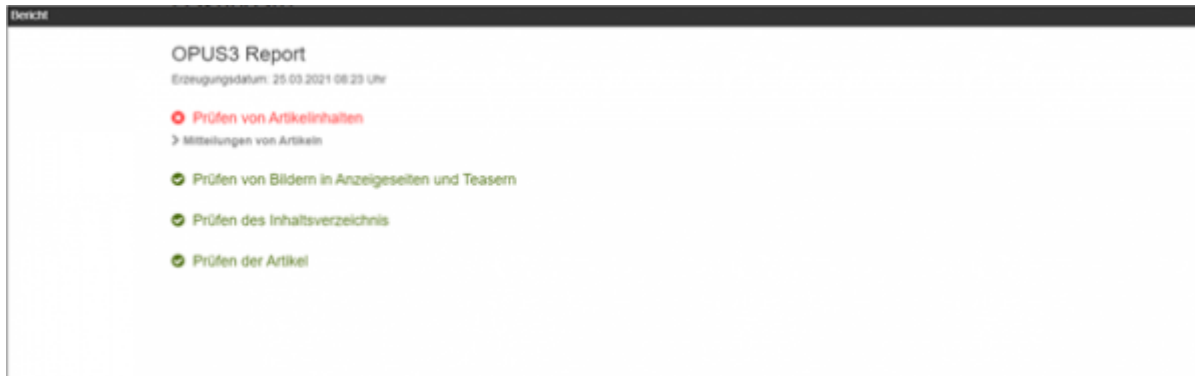 Bericht
OPUS3 Report
Erzeugungsdatum: 25.03.2021 08:23 Uhr
Prüfen von Artikelinhalten
Mitteilungen von Artikeln
Prüfen von Bildern in Anzeigeseiten und Teasern
Prüfen des Inhaltsverzeichnis
Prüfen der Artikel